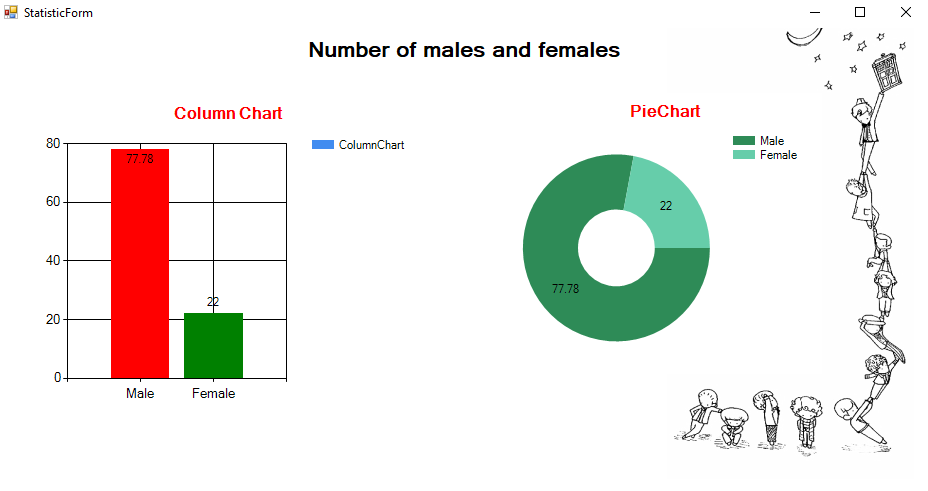 StatisticForm
Number of males and females
Column Chart
80
60
40
20
0
77.78
22
Male
Female
ColumnChart
PieChart
22
77.78
Male
Female